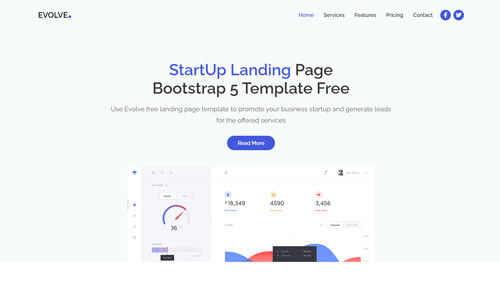 EVOLVE.
Home Services Features Pricing Contact
StartUp Landing Page
Bootstrap 5 Template Free
Use Evolve free landing page template to promote your business startup and generate leads
for the offered services
Read More
18,349
4590
3,456
36